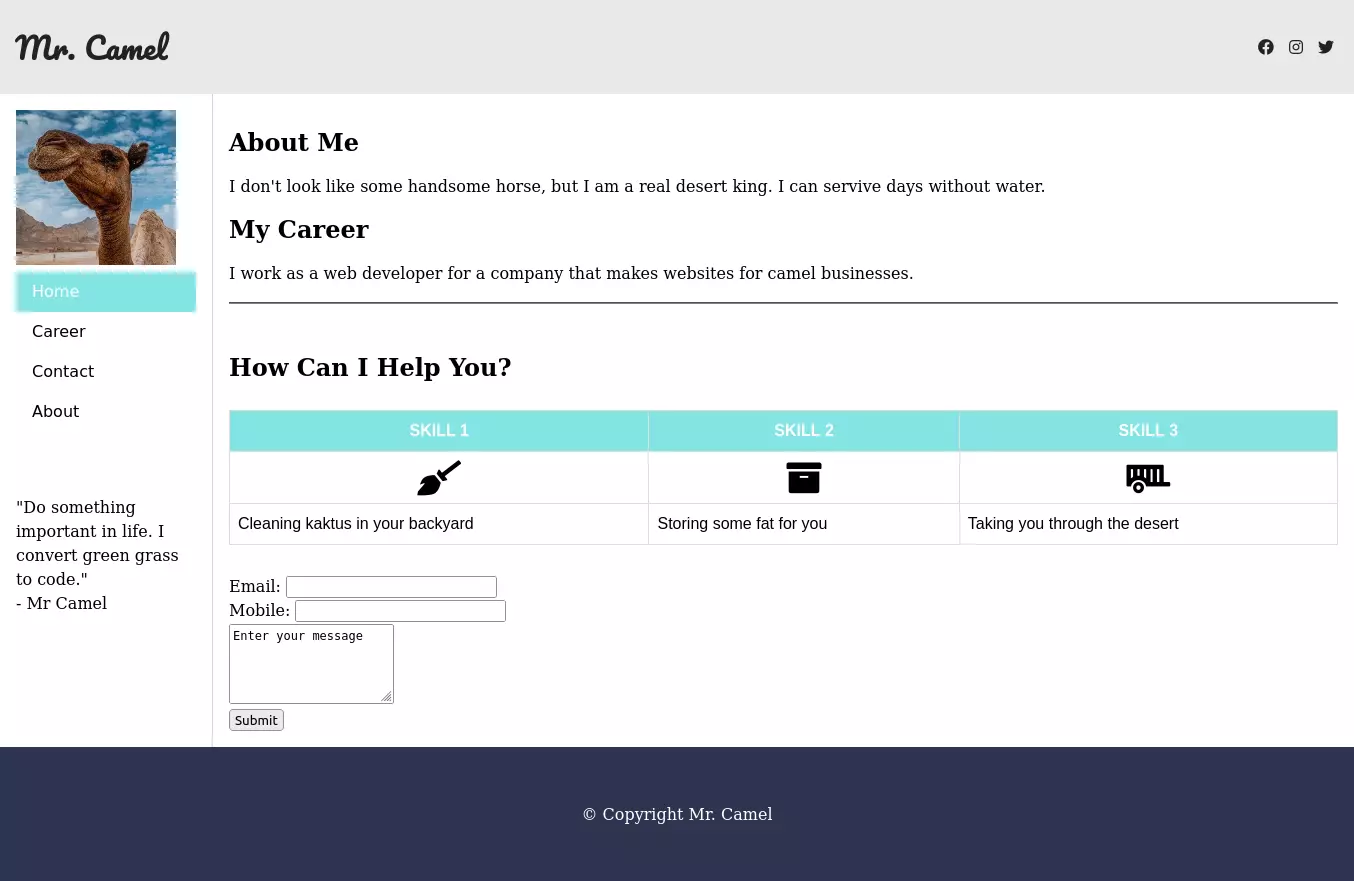 Mr. Camel
Home
Career
Contact
About
"Do something
important in life. I
convert green grass
to code."
- Mr Camel
About Me
I don't look like some handsome horse, but I am a real desert king. I can servive days without water.
My Career
I work as a web developer for a company that makes websites for camel businesses.
How Can I Help You?
SKILL 1 SKILL 2 SKILL 3
Cleaning kaktus in your backyard Storing some fat for you Taking you through the desert
Email:
Mobile:
Enter your message
Submit
© Copyright Mr. Camel